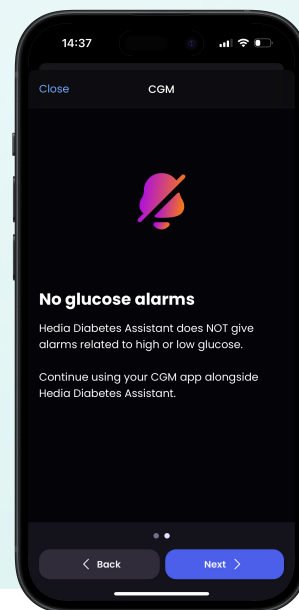 14:37
Close
CGM
No glucose alarms
Hedia Diabetes Assistant does NOT give
alarms related to high or low glucose.
Continue using your CGM app alongside
Hedia Diabetes Assistant.
Back
Next